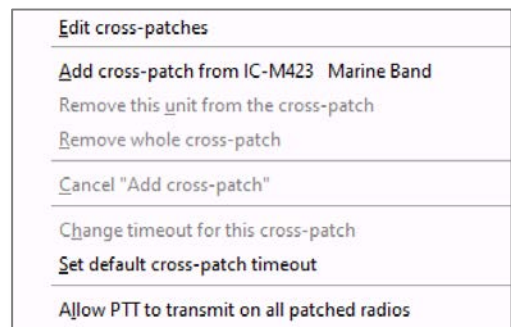 Edit cross-patches
Add cross-patch from IC-M423   Marine Band
Remove this unit from the cross-patch
Remove whole cross-patch
Cancel "Add cross-patch"
Change timeout for this cross-patch
Set default cross-patch timeout
Allow PTT to transmit on all patched radios